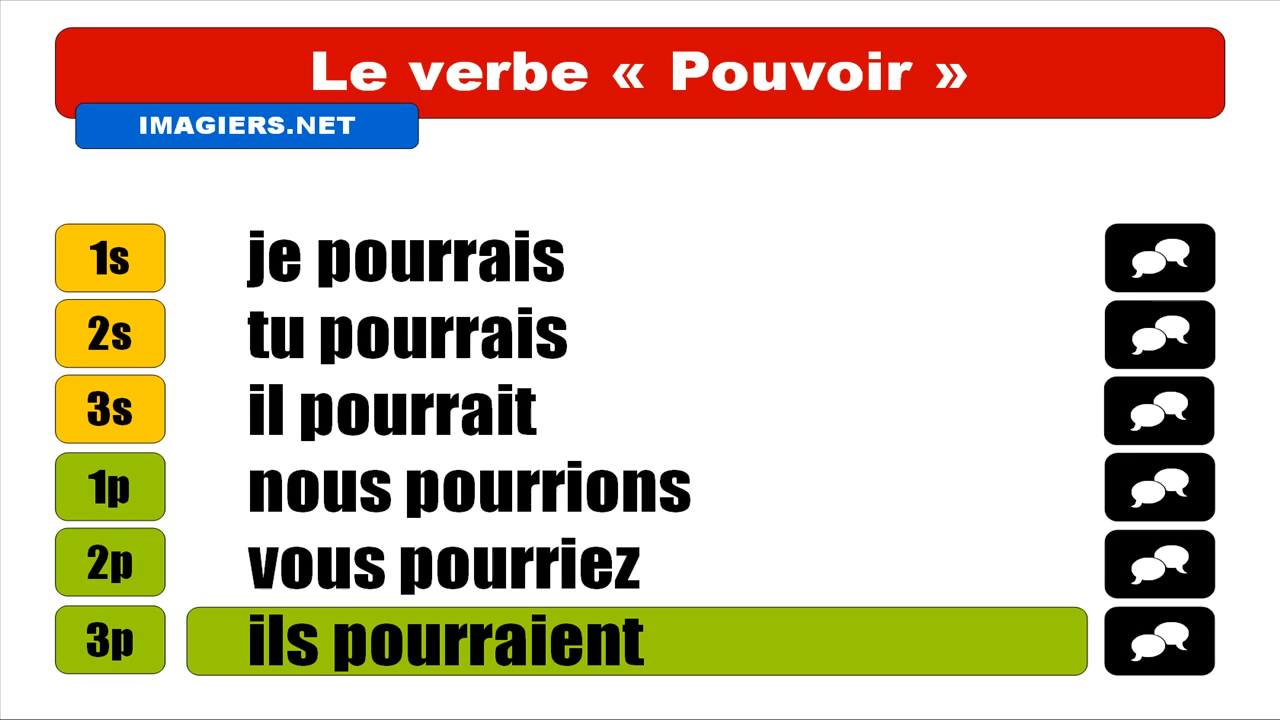 Le verbe « Pouvoir »
IMAGIERS.NET
1s je pourrais
2s tu pourrais
3s il pourrait
1p nous pourrions
2p vous pourriez
3p ils pourraient